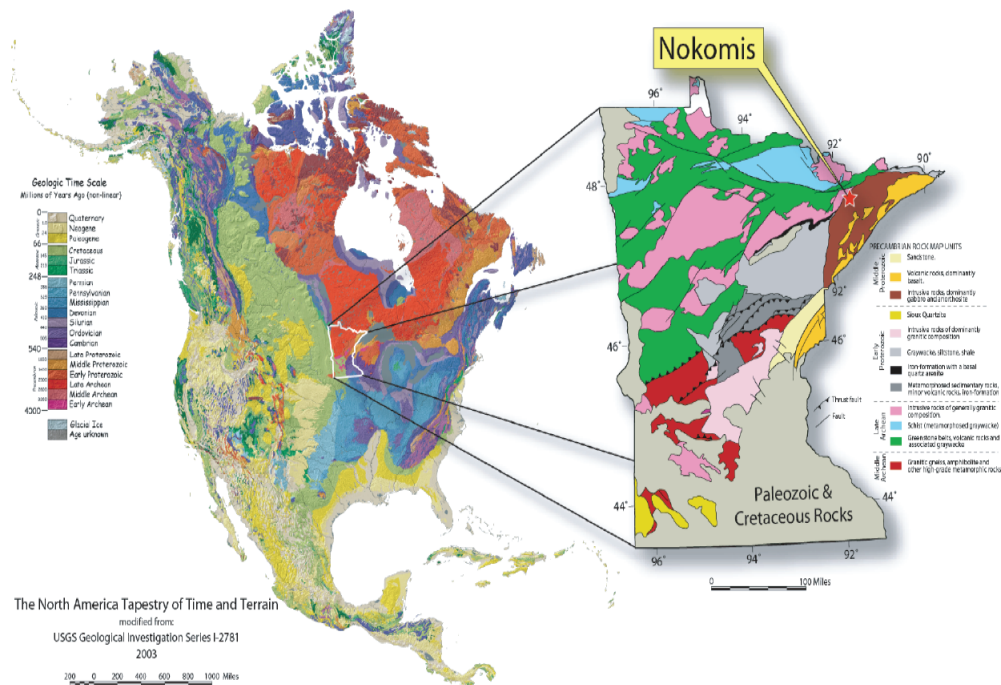 Nokomis
96°
94°
92°
90°
48°
46°
44°
92°
46°
44°
96°
94°
92°
Paleozoic &
Cretaceous Rocks
0 100 Miles
Thrust fault
Fault
PRECAMBRIAN ROCK MAP UNITS
Middle
Proterozoic
Sandstone,
Volcanic rocks, dominantly
basalt.
Intrusive rocks, dominantly
gabbro and anorthosite
Early
Proterozoic
Sioux Quartzite
Intrusive rocks of dominantly
granitic composition
Graywacke, siltstone, shale
Iron-formation with a basal
quartz arenite
Metamorphosed sedimentary rock,
minor volcanic rocks, iron-formation
Late
Archean
Intrusive rocks of generally granitic
composition.
Schist (metamorphosed graywacke)
Greenstone belts, volcanic rocks and
associated graywacke
Middle
Archean
Granitic gneiss, amphibolite and
other high-grade metamorphic rocks
Geologic Time Scale
Millions of Years Ago (non-linear)
0
66
248
540
4000
Quaternary
Neogene
Paleogene
Cretaceous
Jurassic
Triassic
Permian
Pennsylvanian
Mississippian
Devonian
Silurian
Ordovician
Cambrian
Late Proterozoic
Middle Proterozoic
Early Proterozoic
Late Archean
Middle Archean
Early Archean
Glacial Ice
Age unknown
The North America Tapestry of Time and Terrain
modified from:
USGS Geological Investigation Series I-2781
2003
200 0 200 400 600 800 1000 Miles